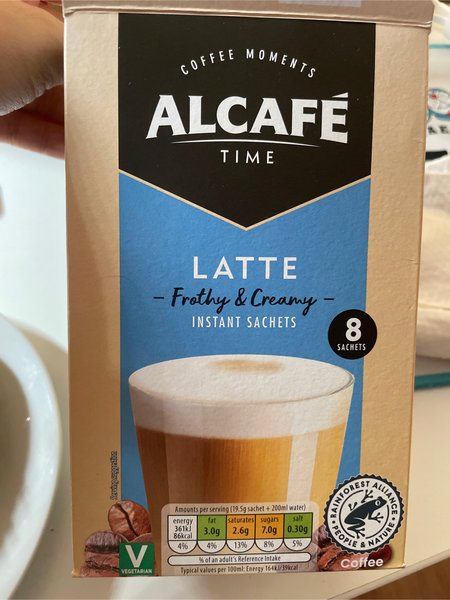 COFFEE MOMENTS
ALCAFÉ
TIME
LATTE
– Frothy & Creamy –
INSTANT SACHETS
8
SACHETS
Serving suggestion
Amounts per serving (19.5g sachet + 200ml water)
energy fat saturates sugars salt
361kJ 3.0g 2.6g 7.0g 0.30g
86kcal
4% 4% 13% 8% 5%
% of an adult's Reference Intake
Typical values per 100ml: Energy 164kJ/39kcal
V
VEGETARIAN
RAINFOREST ALLIANCE
PEOPLE & NATURE
Coffee